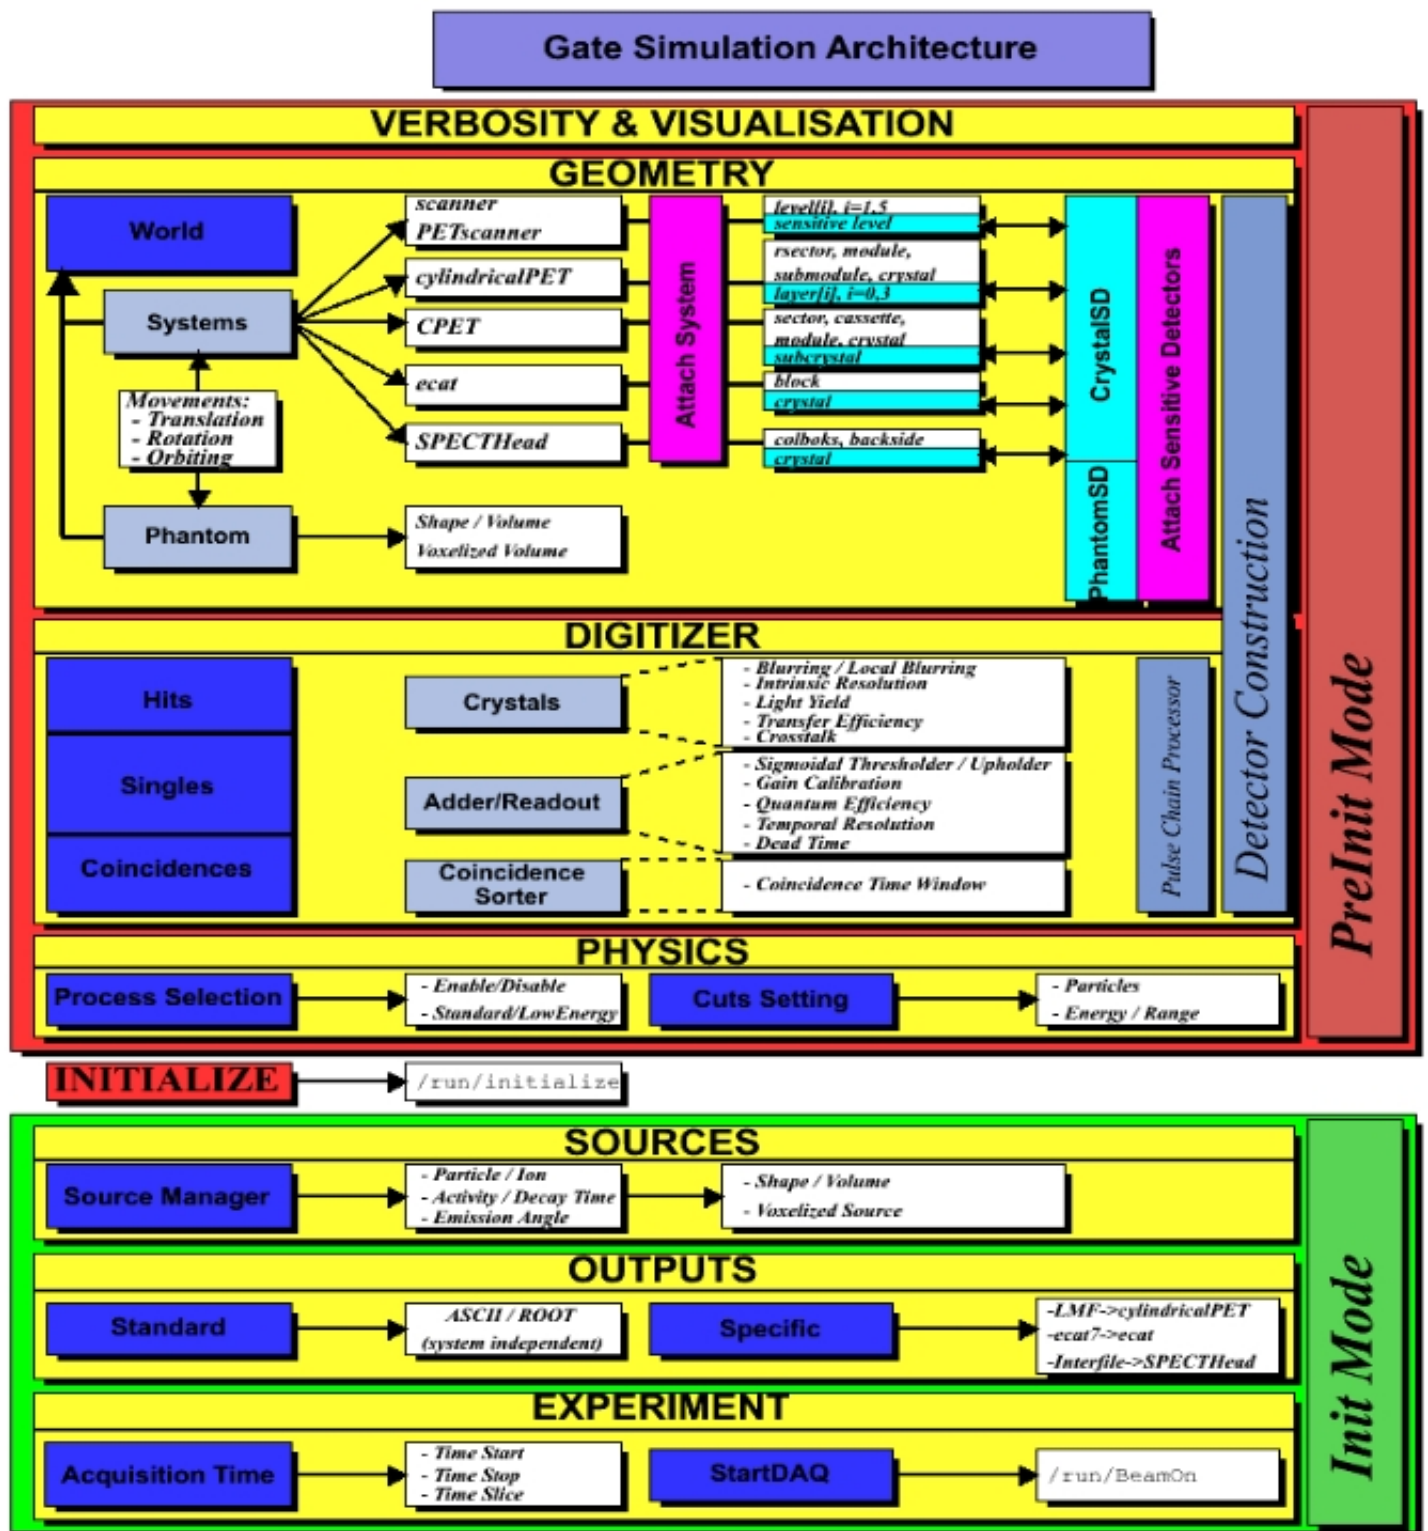 Gate Simulation Architecture
VERBOSITY & VISUALISATION
GEOMETRY
World
Systems
Movements:
- Translation
- Rotation
- Orbiting
Phantom
scanner
PETscanner
cylindricalPET
CPET
ecat
SPECTHead
Shape / Volume
Voxelized Volume
Attach System
level[i], i=1,5
sensitive level
rsector, module,
submodule, crystal
layer[i], i=0,3
sector, cassette,
module, crystal
subcrystal
block
crystal
colboks, backside
crystal
CrystalSD
PhantomSD
Attach Sensitive Detectors
Detector Construction
PreInit Mode
DIGITIZER
Hits
Singles
Coincidences
Crystals
- Blurring / Local Blurring
- Intrinsic Resolution
- Light Yield
- Transfer Efficiency
- Crosstalk
Adder/Readout
- Sigmoidal Thresholder / Upholder
- Gain Calibration
- Quantum Efficiency
- Temporal Resolution
- Dead Time
Coincidence
Sorter
- Coincidence Time Window
Pulse Chain Processor
PHYSICS
Process Selection
- Enable/Disable
- Standard/LowEnergy
Cuts Setting
- Particles
- Energy / Range
INITIALIZE
/run/initialize
SOURCES
Source Manager
- Particle / Ion
- Activity / Decay Time
- Emission Angle
- Shape / Volume
- Voxelized Source
OUTPUTS
Standard
ASCII / ROOT
(system independent)
Specific
-LMF->cylindricalPET
-ecat7->ecat
-Interfile->SPECTHead
EXPERIMENT
Acquisition Time
- Time Start
- Time Stop
- Time Slice
StartDAQ
/run/BeamOn
Init Mode